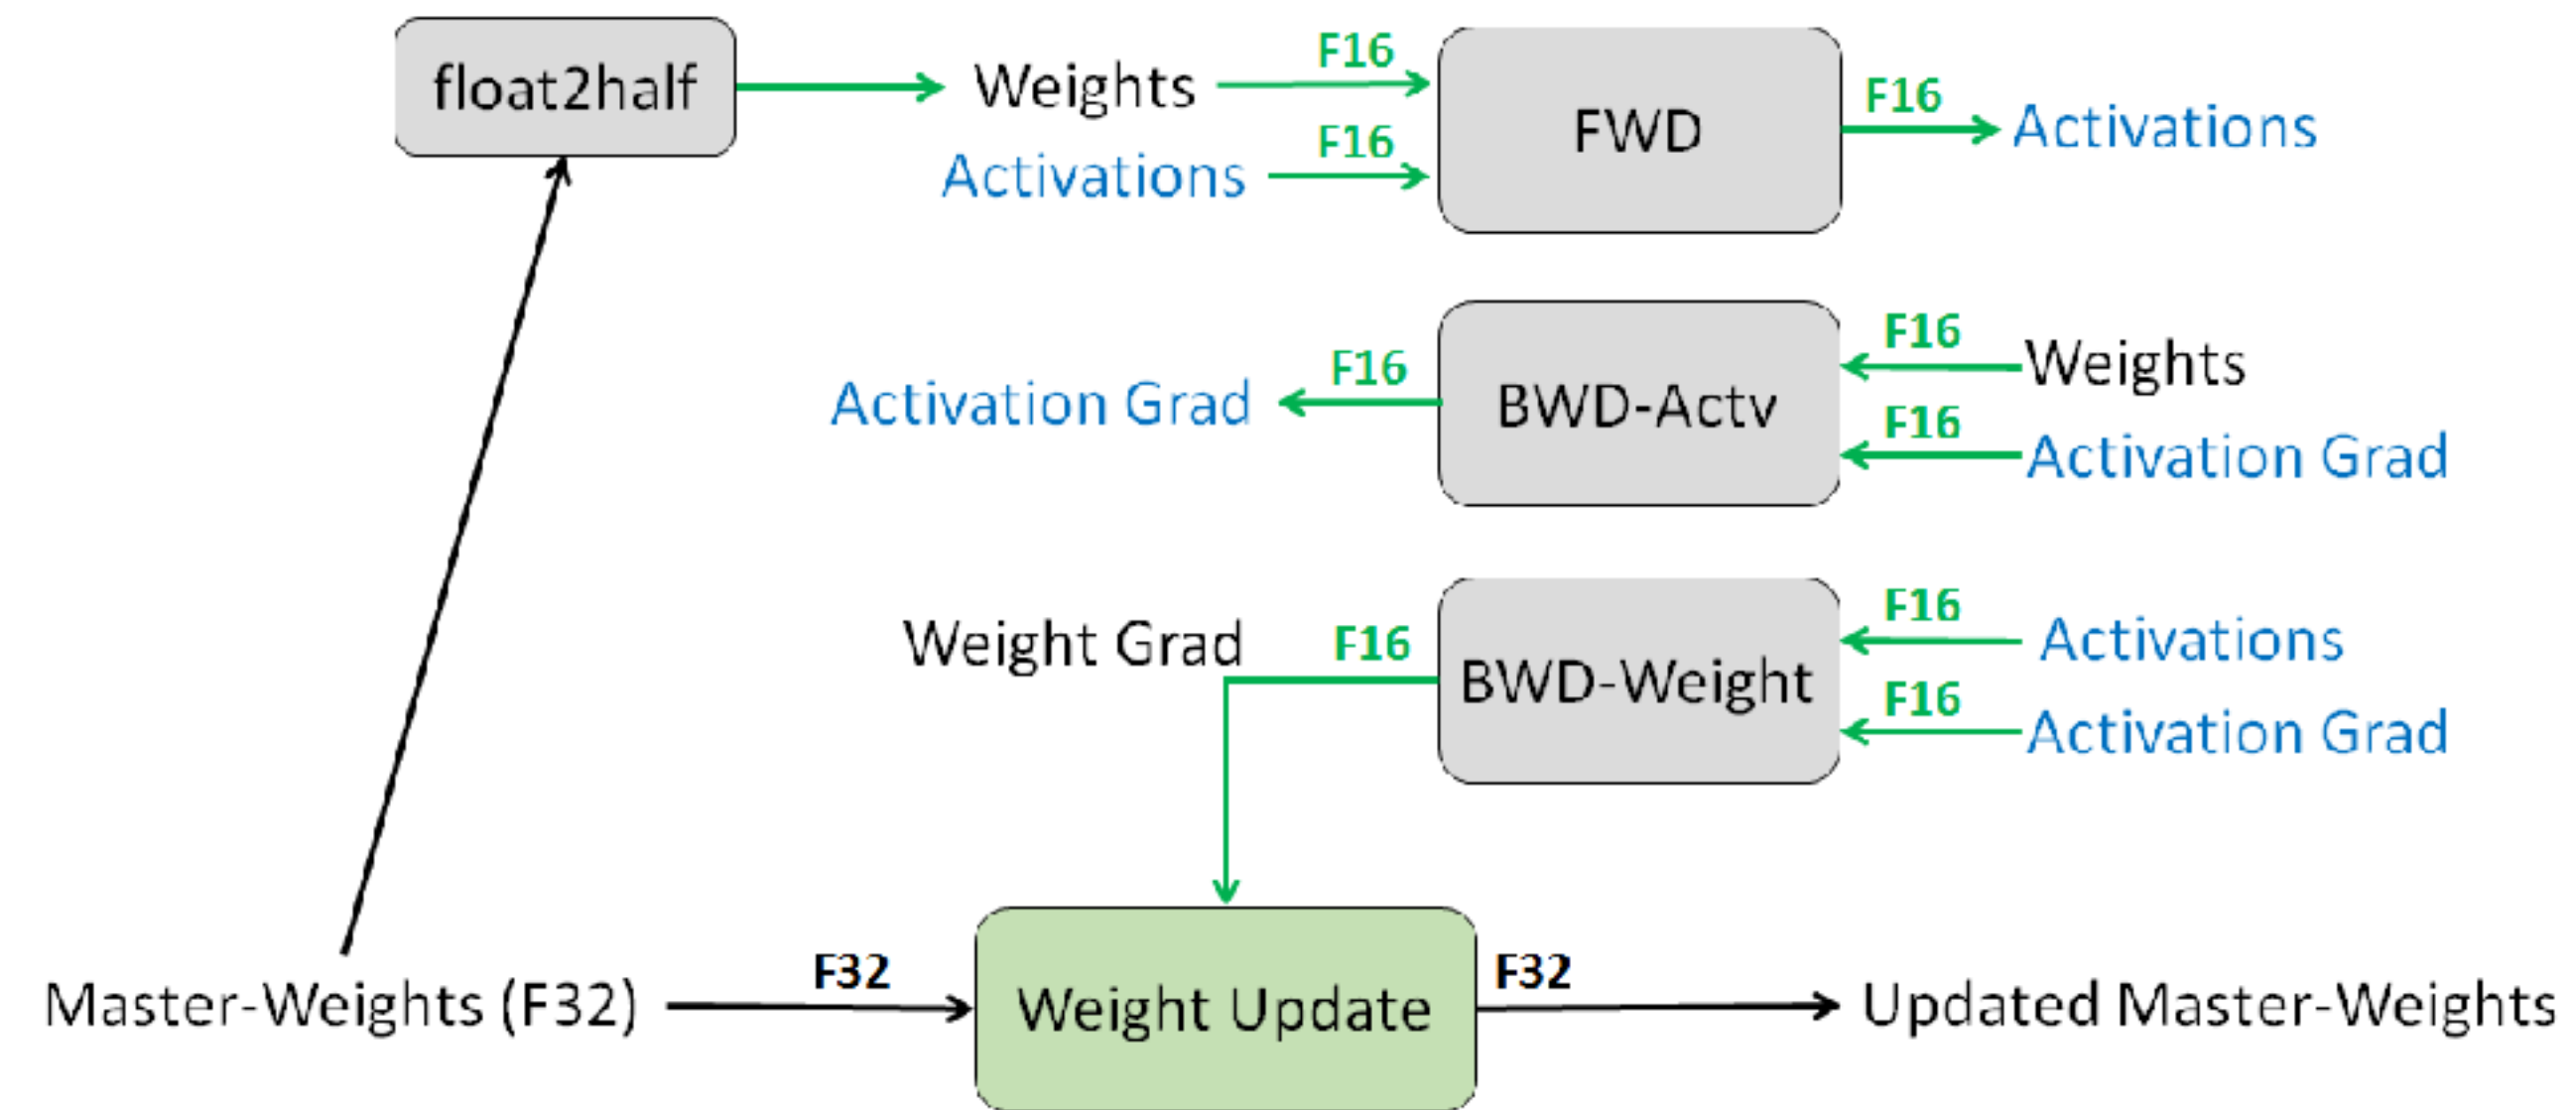 float2half
Weights
F16
Activations
F16
FWD
F16
Activations
Activation Grad
F16
BWD-Actv
F16
Weights
F16
Activation Grad
Weight Grad
F16
BWD-Weight
F16
Activations
F16
Activation Grad
Master-Weights (F32)
F32
Weight Update
F32
Updated Master-Weights